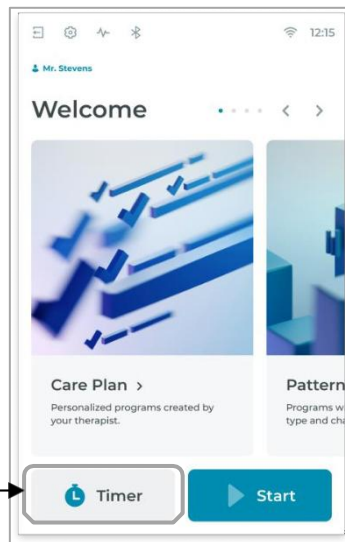 12:15
Mr. Stevens
Welcome
Care Plan >
Personalized programs created by
your therapist.
Pattern
Programs w
type and cha
Timer
Start